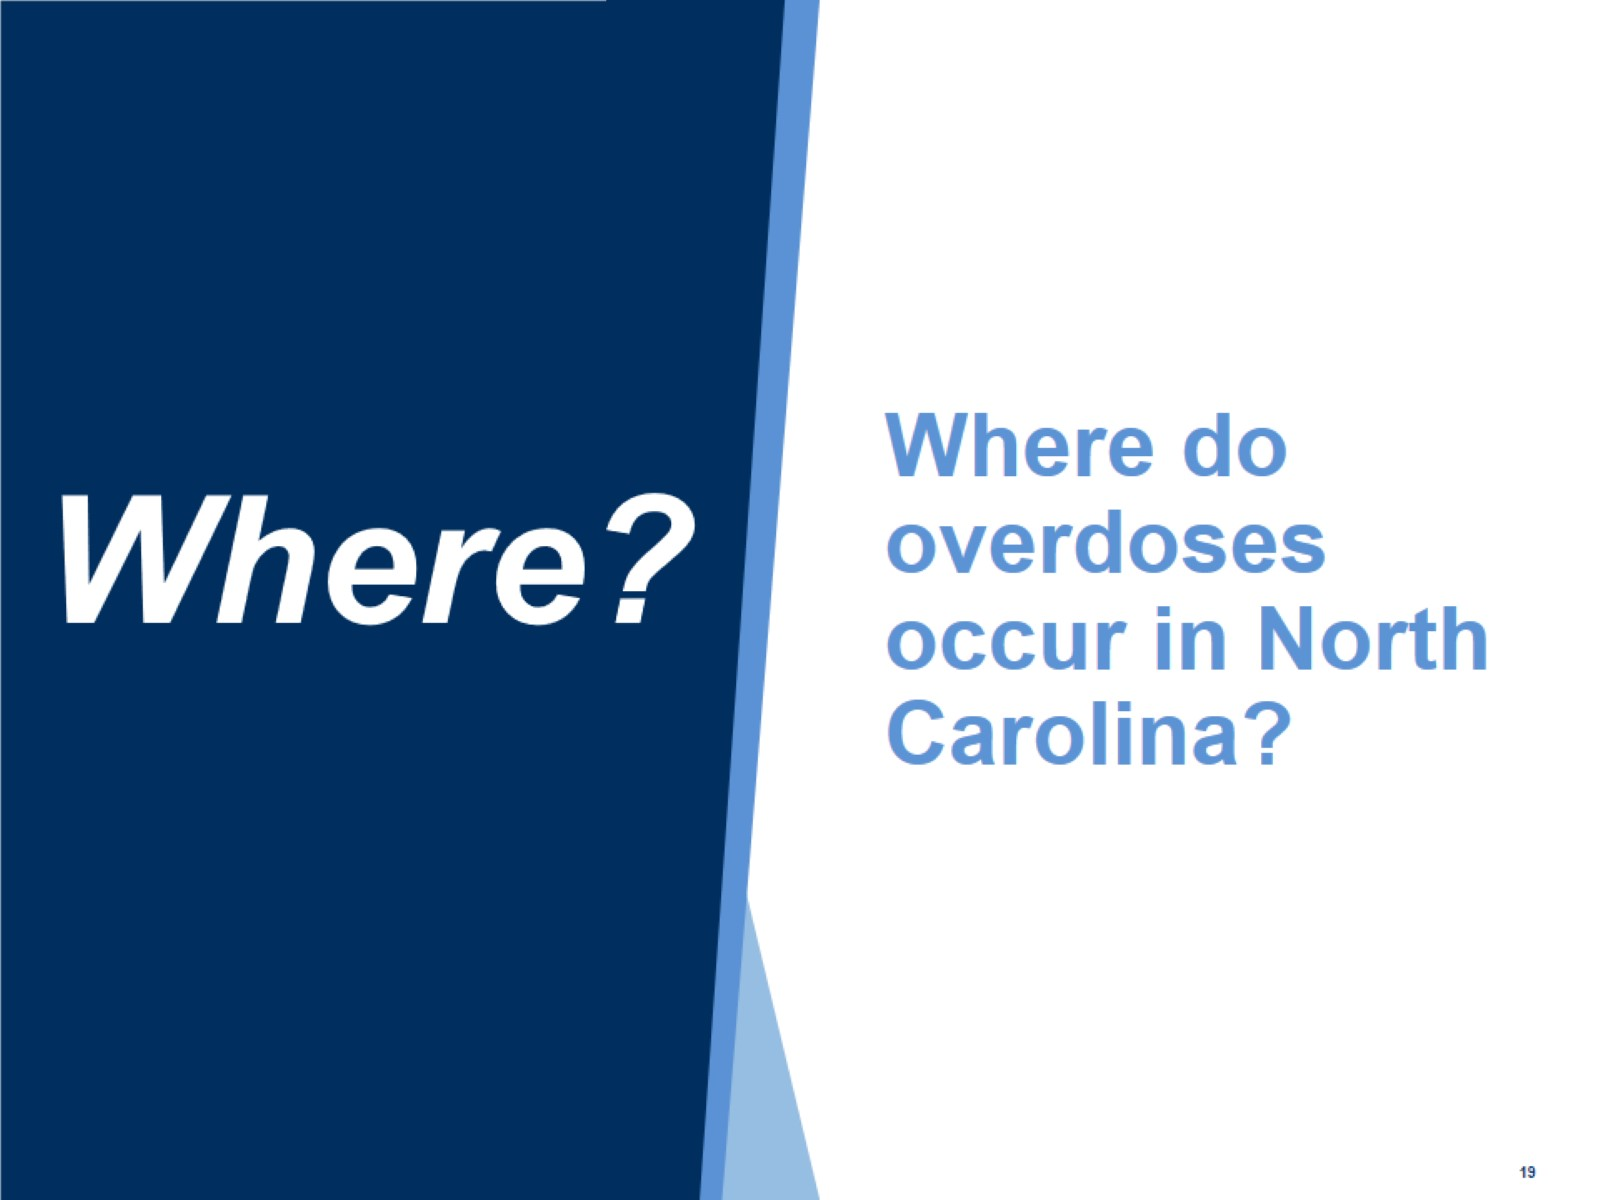 Where?
Where do
overdoses
occur in North
Carolina?
19